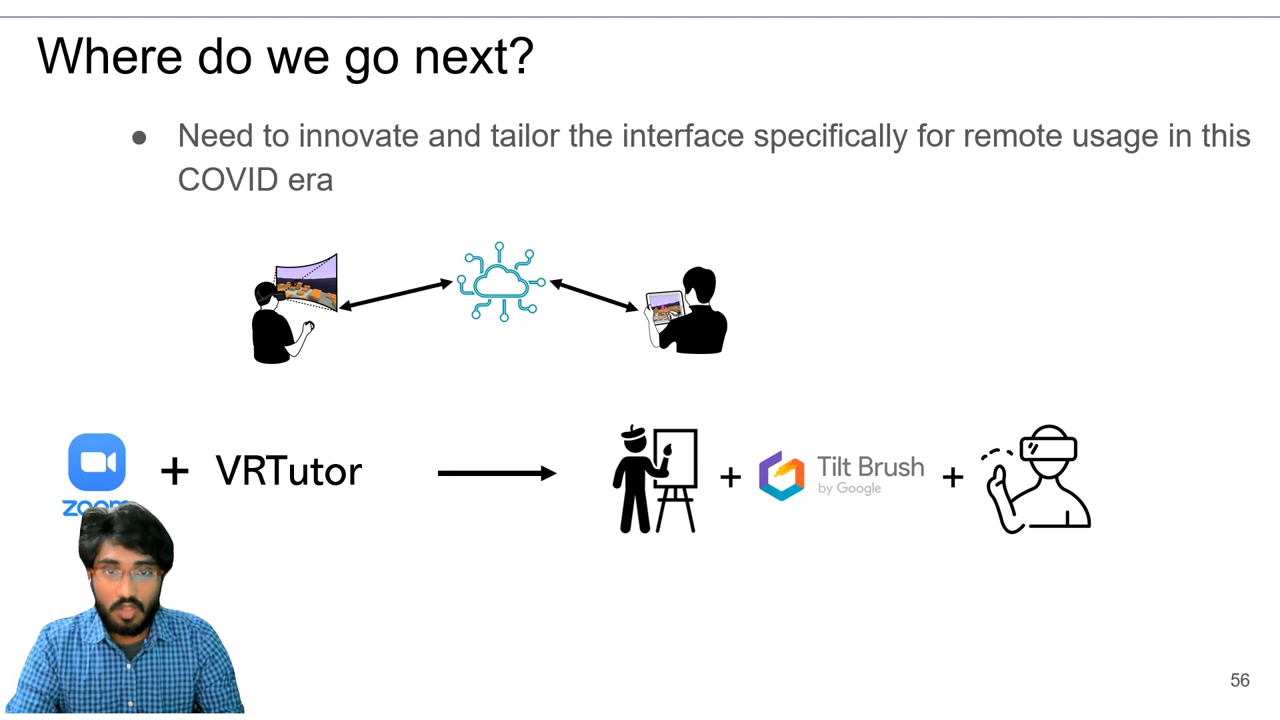 Where do we go next?
● Need to innovate and tailor the interface specifically for remote usage in this
COVID era
+ VRTutor + Tilt Brush +
by Google
zoom
56